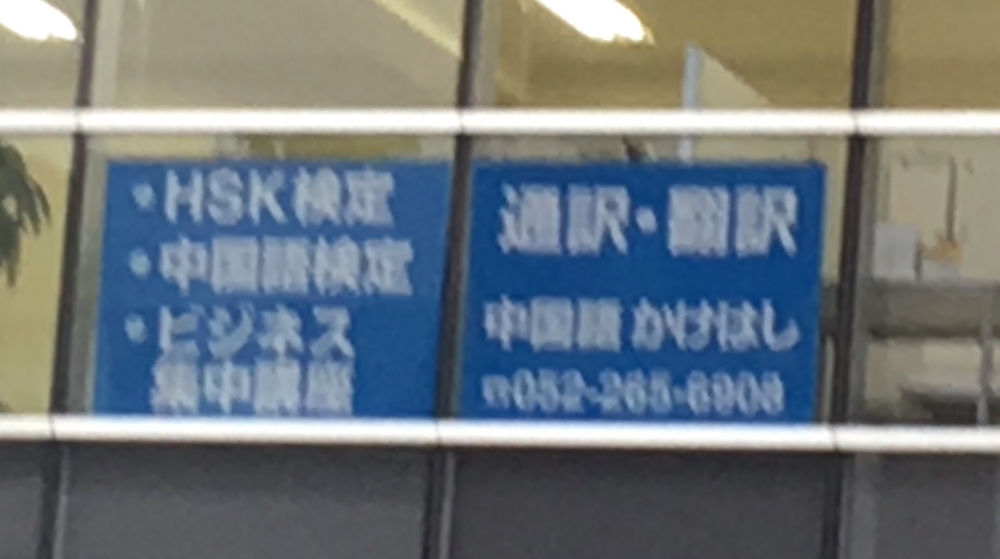 ・HSK検定
・中国語検定
・ビジネス
集中講座
通訳・翻訳
中国語 かけはし
☎052-265-6908